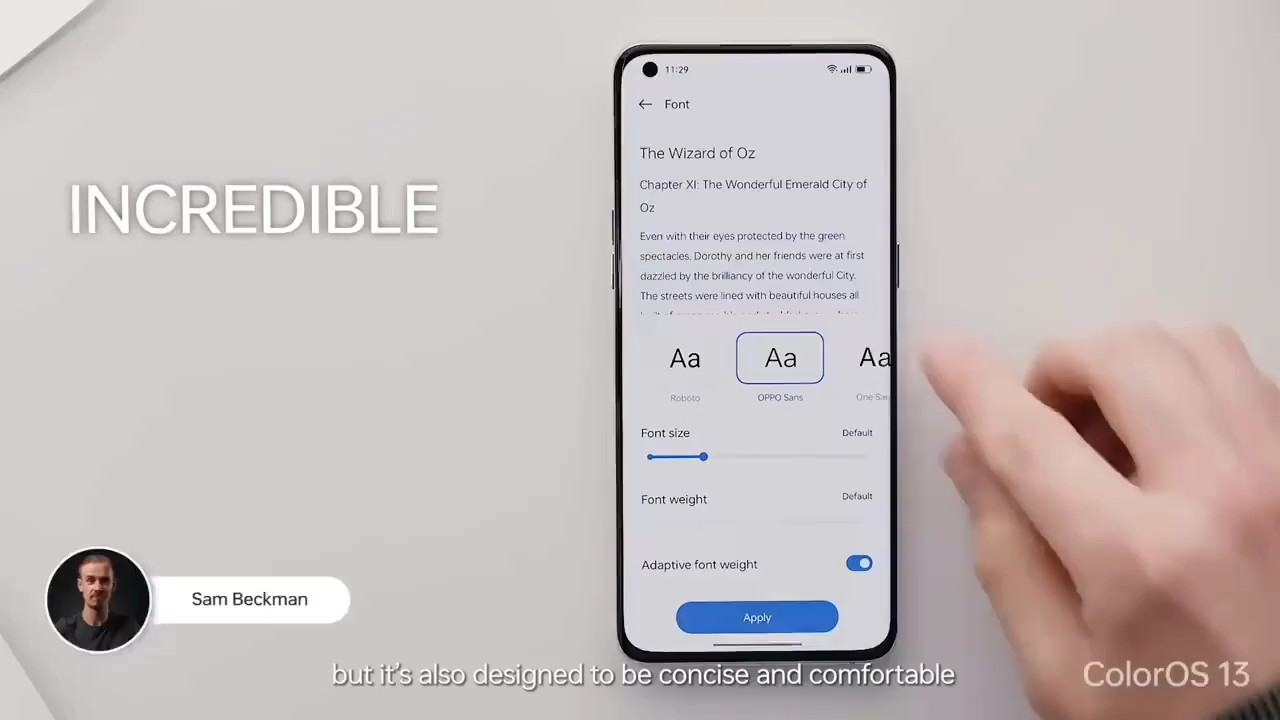 11:29
Font
The Wizard of Oz
Chapter XI: The Wonderful Emerald City of
Oz
Even with their eyes protected by the green
spectacles. Dorothy and her friends were at first
dazzled by the brilliancy of the wonderful City.
The streets were lined with beautiful houses all
INCREDIBLE
Aa Aa Aa
Roboto OPPO Sans One
Font size Default
Font weight Default
Adaptive font weight
Apply
Sam Beckman
but it's also designed to be concise and comfortable
ColorOS 13